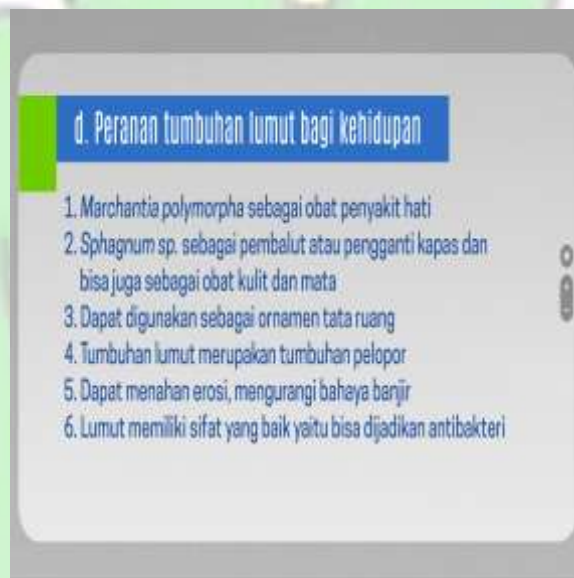 d. Peranan tumbuhan lumut bagi kehidupan
1. Marchantia polymorpha sebagai obat penyakit hati
2. Sphagnum sp. sebagai pembalut atau pengganti kapas dan
bisa juga sebagai obat kulit dan mata
3. Dapat digunakan sebagai ornamen tata ruang
4. Tumbuhan lumut merupakan tumbuhan pelopor
5. Dapat menahan erosi, mengurangi bahaya banjir
6. Lumut memiliki sifat yang baik yaitu bisa dijadikan antibakteri